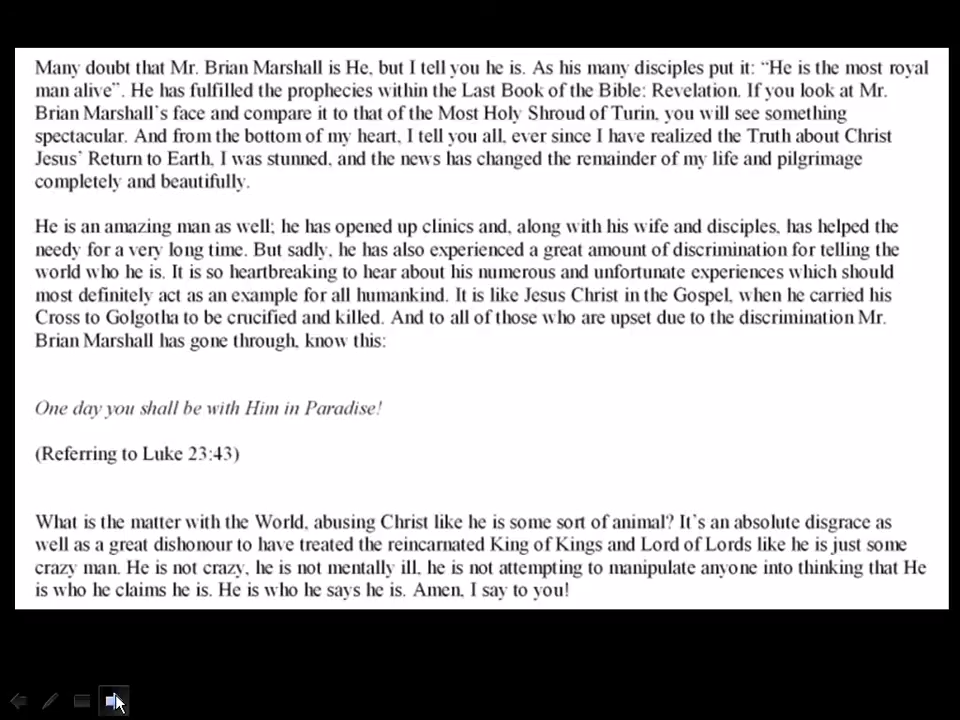 Many doubt that Mr. Brian Marshall is He, but I tell you he is. As his many disciples put it: “He is the most royal
man alive”. He has fulfilled the prophecies within the Last Book of the Bible: Revelation. If you look at Mr.
Brian Marshall's face and compare it to that of the Most Holy Shroud of Turin, you will see something
spectacular. And from the bottom of my heart, I tell you all, ever since I have realized the Truth about Christ
Jesus' Return to Earth, I was stunned, and the news has changed the remainder of my life and pilgrimage
completely and beautifully.
He is an amazing man as well; he has opened up clinics and, along with his wife and disciples, has helped the
needy for a very long time. But sadly, he has also experienced a great amount of discrimination for telling the
world who he is. It is so heartbreaking to hear about his numerous and unfortunate experiences which should
most definitely act as an example for all humankind. It is like Jesus Christ in the Gospel, when he carried his
Cross to Golgotha to be crucified and killed. And to all of those who are upset due to the discrimination Mr.
Brian Marshall has gone through, know this:
One day you shall be with Him in Paradise!
(Referring to Luke 23:43)
What is the matter with the World, abusing Christ like he is some sort of animal? It's an absolute disgrace as
well as a great dishonour to have treated the reincarnated King of Kings and Lord of Lords like he is just some
crazy man. He is not crazy, he is not mentally ill, he is not attempting to manipulate anyone into thinking that He
is who he claims he is. He is who he says he is. Amen, I say to you!